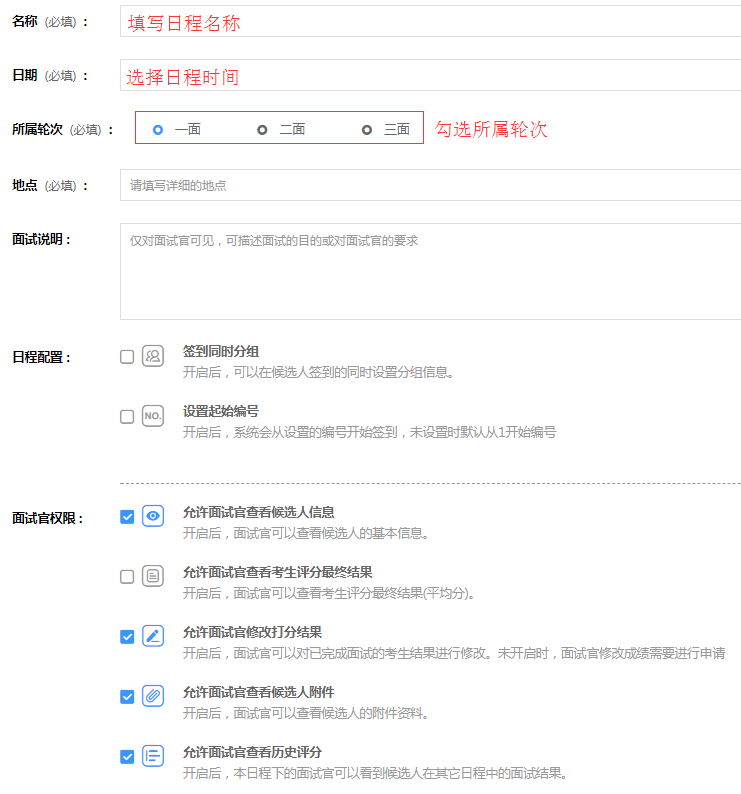 名称 (必填) ： 填写日程名称
日期 (必填) ： 选择日程时间
所属轮次 (必填) ： 一面 二面 三面 勾选所属轮次
地点 (必填) ： 请填写详细的地点
面试说明： 仅对面试官可见，可描述面试的目的或对面试官的要求
日程配置： 签到同时分组
开启后，可以在候选人签到的同时设置分组信息。
NO. 设置起始编号
开启后，系统会从设置的编号开始签到，未设置时默认从1开始编号
面试官权限： 允许面试官查看候选人信息
开启后，面试官可以查看候选人的基本信息。
允许面试官查看考生评分最终结果
开启后，面试官可以查看考生评分最终结果(平均分)。
允许面试官修改打分结果
开启后，面试官可以对已完成面试的考生结果进行修改。未开启时，面试官修改成绩需要进行申请
允许面试官查看候选人附件
开启后，面试官可以查看候选人的附件资料。
允许面试官查看历史评分
开启后，本日程下的面试官可以看到候选人在其它日程中的面试结果。